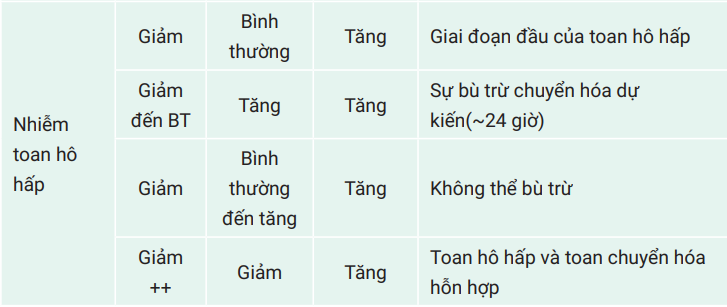 Nhiễm
toan hô
hấp
Giảm
Bình
thường
Tăng
Giai đoạn đầu của toan hô hấp
Giảm
đến BT
Tăng
Tăng
Sự bù trừ chuyển hóa dự
kiến(~24 giờ)
Giảm
Bình
thường
đến tăng
Tăng
Không thể bù trừ
Giảm
++
Giảm
Tăng
Toan hô hấp và toan chuyển hóa
hỗn hợp